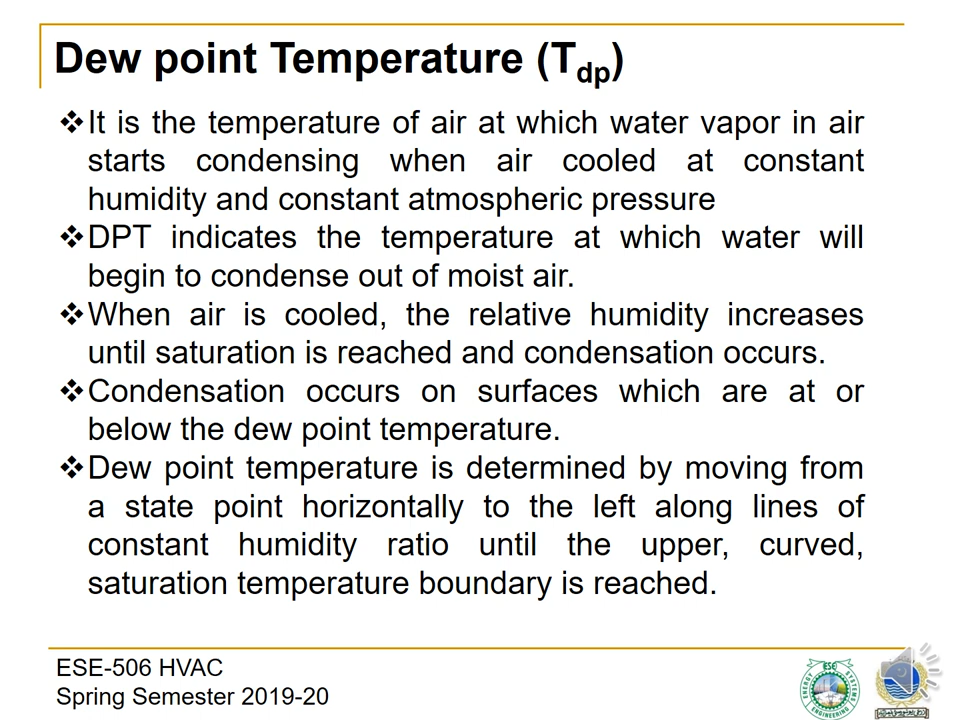 Dew point Temperature (Tdp)
❖It is the temperature of air at which water vapor in air
starts condensing when air cooled at constant
humidity and constant atmospheric pressure
❖DPT indicates the temperature at which water will
begin to condense out of moist air.
❖When air is cooled, the relative humidity increases
until saturation is reached and condensation occurs.
❖Condensation occurs on surfaces which are at or
below the dew point temperature.
❖Dew point temperature is determined by moving from
a state point horizontally to the left along lines of
constant humidity ratio until the upper, curved,
saturation temperature boundary is reached.
ESE-506 HVAC
Spring Semester 2019-20
ESE
ENERGY SYSTEMS
ENGINEERING